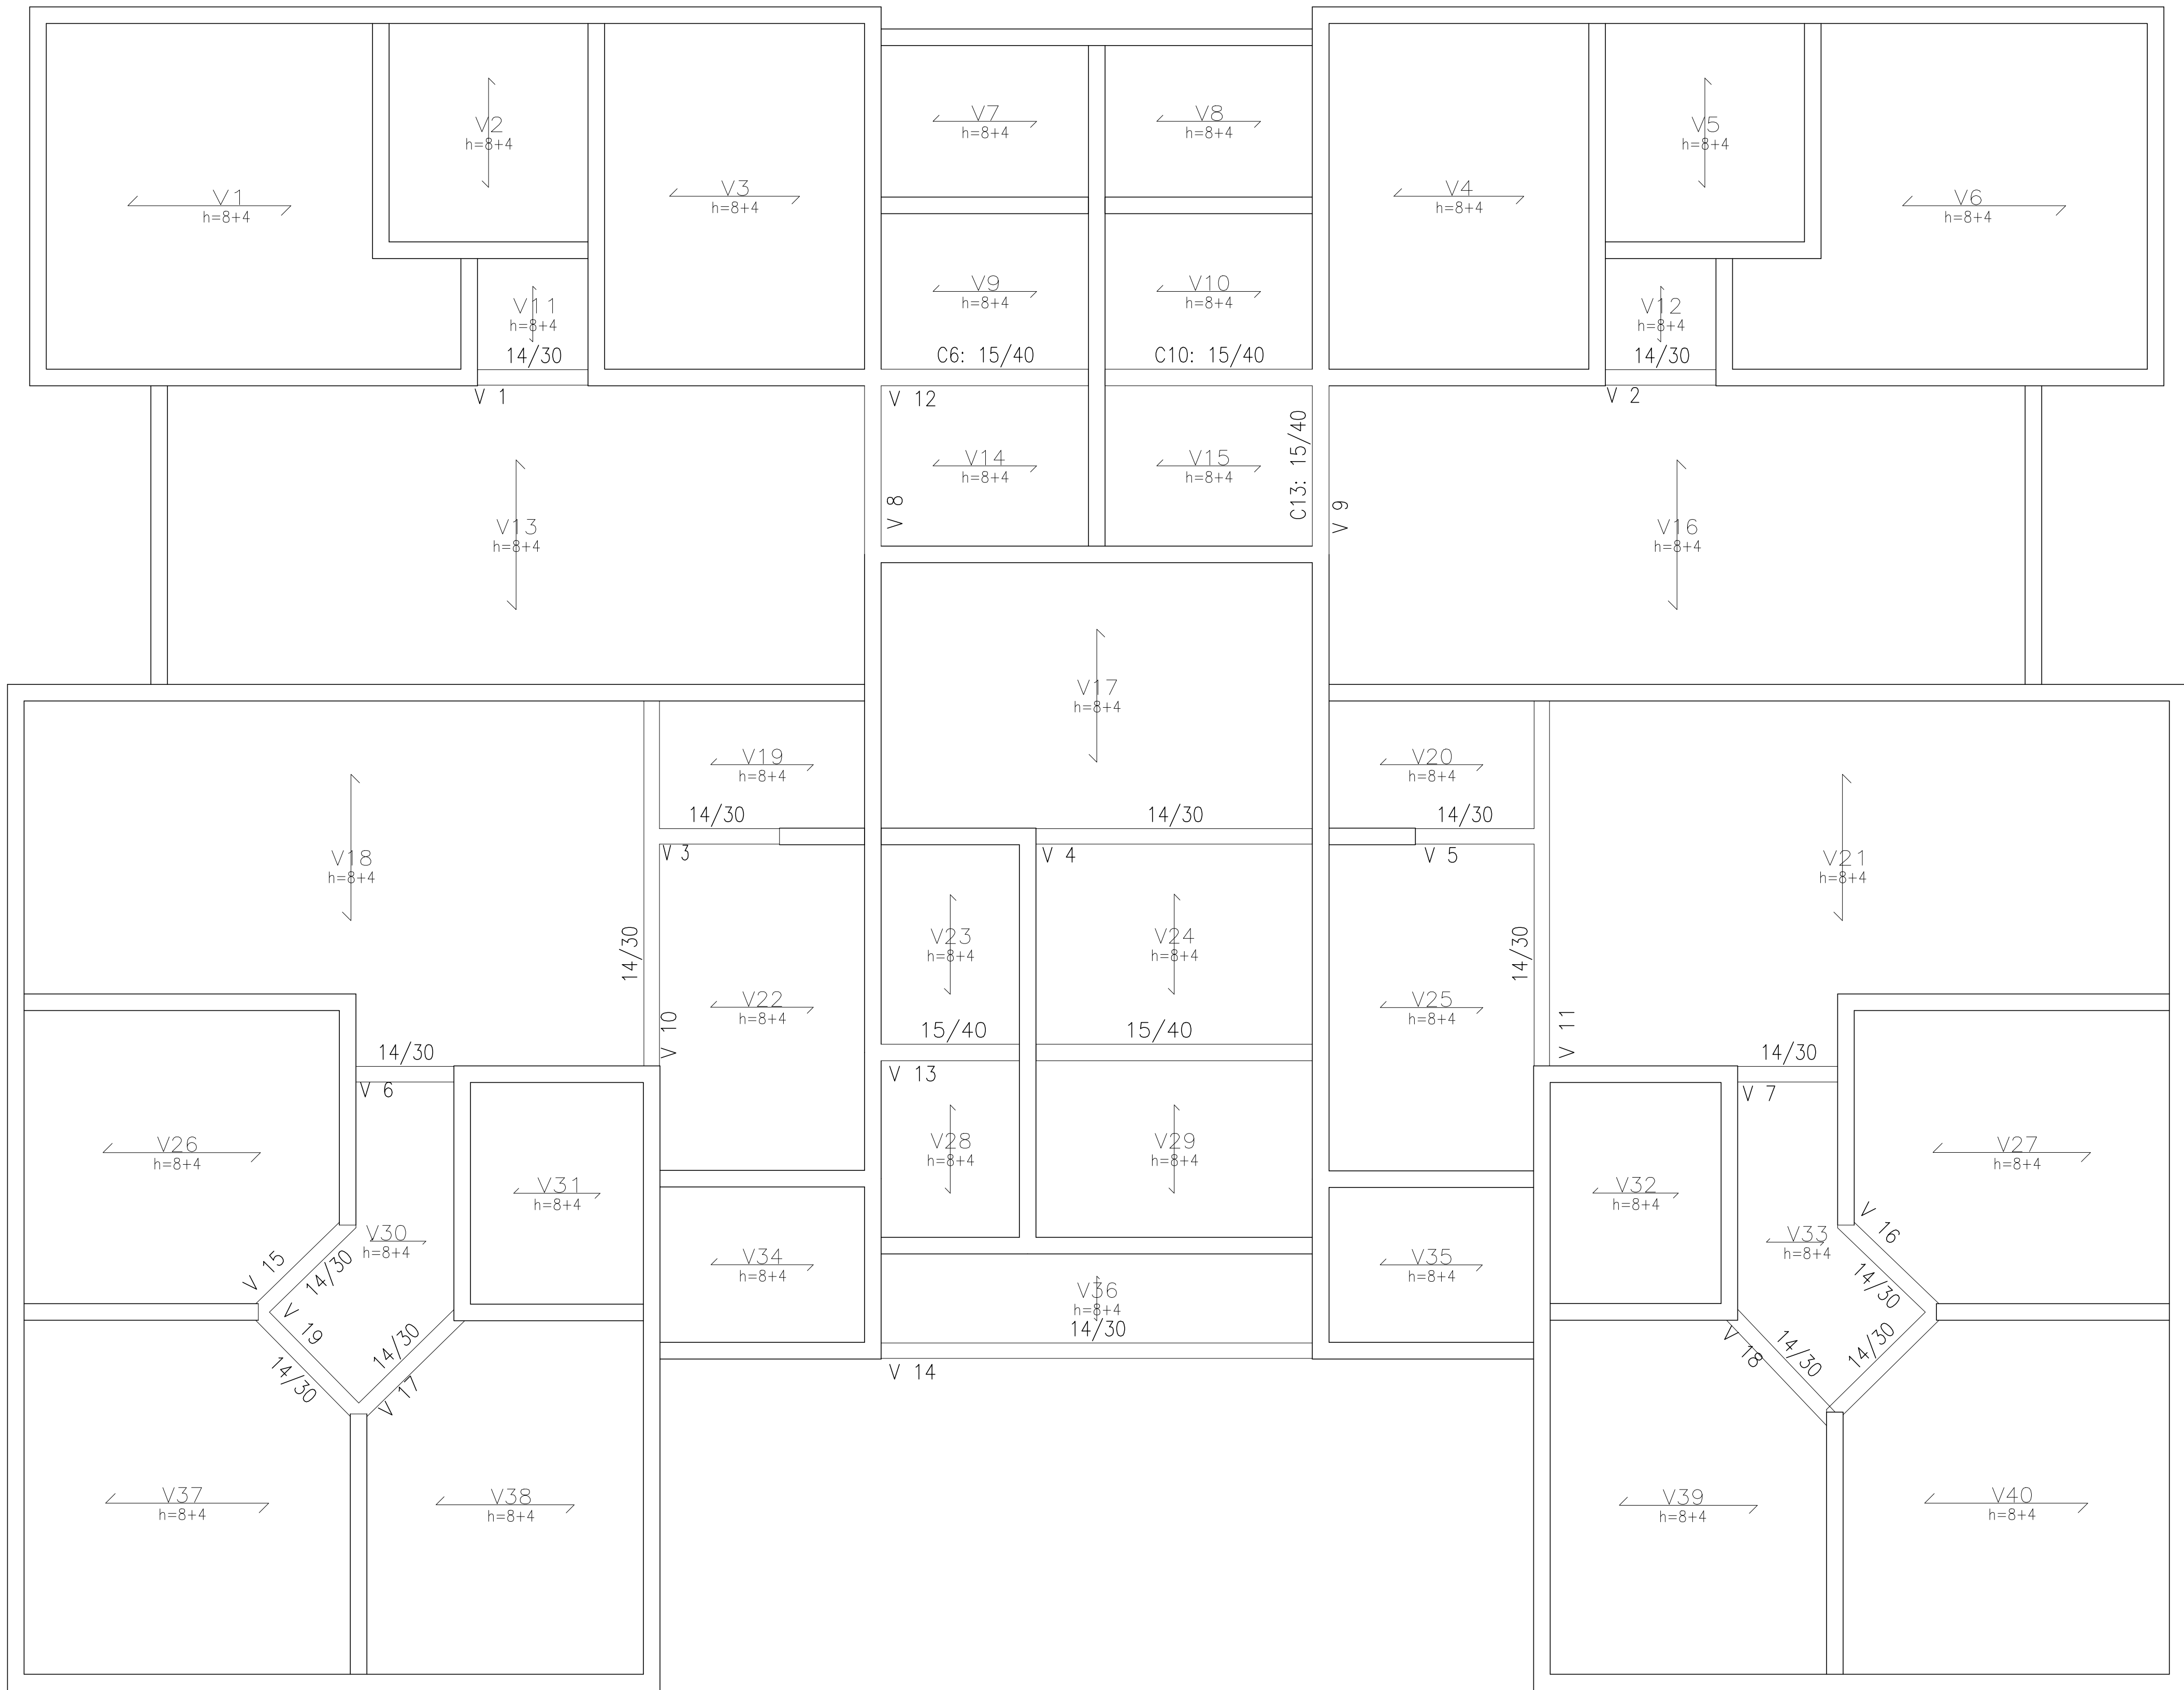 V1
h=8+4
V2
h=8+4
V3
h=8+4
V7
h=8+4
V8
h=8+4
V4
h=8+4
V5
h=8+4
V6
h=8+4
V11
h=8+4
14/30
V 1
V9
h=8+4
C6: 15/40
V10
h=8+4
C10: 15/40
V12
h=8+4
14/30
V 2
V13
h=8+4
V 12
V14
h=8+4
V 8
V15
h=8+4
C13: 15/40
V 9
V16
h=8+4
V17
h=8+4
V18
h=8+4
V19
h=8+4
14/30
V 3
14/30
V 4
V20
h=8+4
14/30
V 5
V21
h=8+4
14/30
V 10
V22
h=8+4
V23
h=8+4
15/40
V24
h=8+4
15/40
V25
h=8+4
14/30
V 11
14/30
V 6
V 13
14/30
V 7
V26
h=8+4
V30
h=8+4
V31
h=8+4
V28
h=8+4
V29
h=8+4
V32
h=8+4
V33
h=8+4
V27
h=8+4
V 15
14/30
V 19
14/30
14/30
V 17
V34
h=8+4
V36
h=8+4
14/30
V 14
V35
h=8+4
V 16
14/30
V 18
14/30
14/30
V37
h=8+4
V38
h=8+4
V39
h=8+4
V40
h=8+4